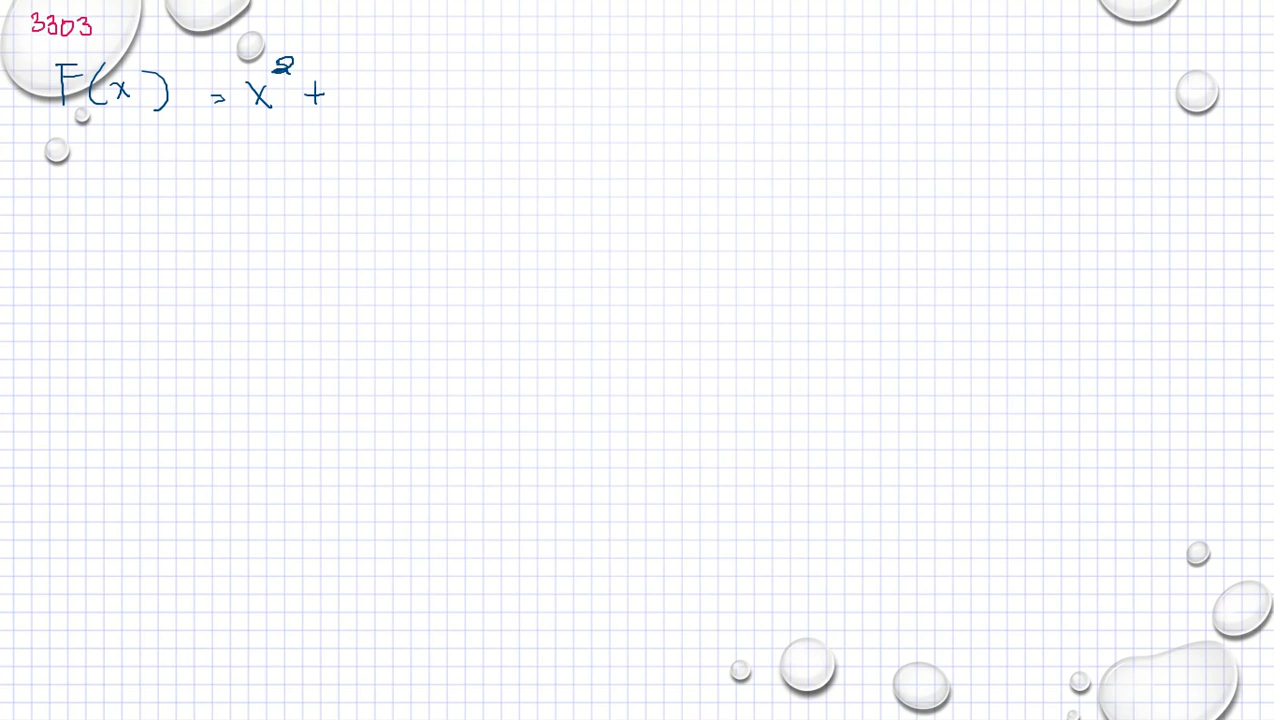 3303
F(x) = x² +